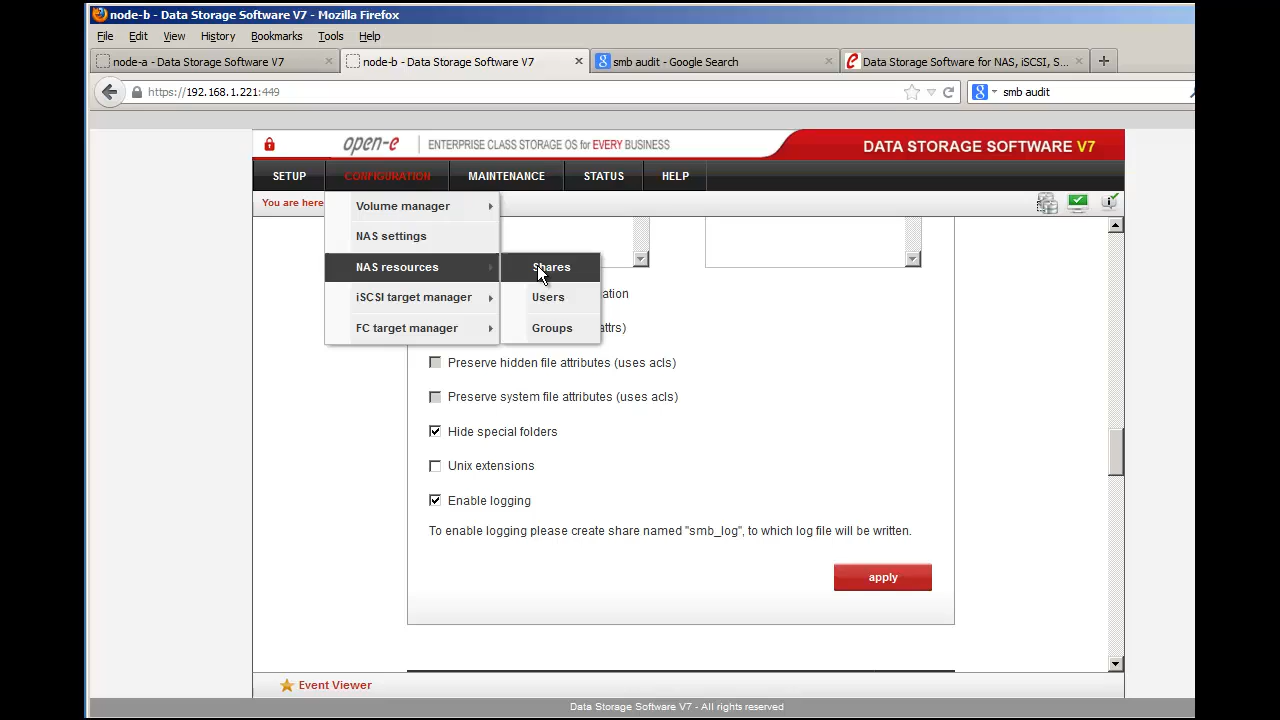 node-b - Data Storage Software V7 - Mozilla Firefox
File Edit View History Bookmarks Tools Help
node-a - Data Storage Software V7 × node-b - Data Storage Software V7 × smb audit - Google Search × Data Storage Software for NAS, iSCSI, S... × +
https://192.168.1.221:449 smb audit
open-e ENTERPRISE CLASS STORAGE OS for EVERY BUSINESS DATA STORAGE SOFTWARE V7
SETUP CONFIGURATION MAINTENANCE STATUS HELP
You are here
Volume manager
NAS settings
NAS resources
iSCSI target manager
FC target manager
Shares
Users
Groups
ation
attrs)
Preserve hidden file attributes (uses acls)
Preserve system file attributes (uses acls)
Hide special folders
Unix extensions
Enable logging
To enable logging please create share named "smb_log", to which log file will be written.
apply
Event Viewer
Data Storage Software V7 - All rights reserved